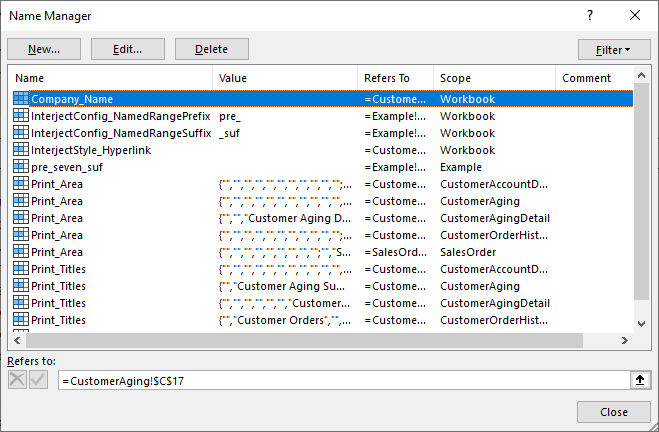 Name Manager
New... Edit... Delete Filter
Name Value Refers To Scope Comment
Company_Name =Custome... Workbook
InterjectConfig_NamedRangePrefix pre_ =Example!... Workbook
InterjectConfig_NamedRangeSuffix _suf =Example!... Workbook
InterjectStyle_Hyperlink =Custome... Workbook
pre_seven_suf =Example!... Example
Print_Area {"","","","","","","","","","","";... =Custome... CustomerAccountD...
Print_Area {"","","","","","","","","","","",... =Custome... CustomerAging
Print_Area {"","","Customer Aging D... =Custome... CustomerAgingDetail
Print_Area {"","","","","","","","","","","";... =Custome... CustomerOrderHist...
Print_Area {"","","","","","","","","";"","S... =SalesOrd... SalesOrder
Print_Titles {"","","","","","","","","","","",... =Custome... CustomerAccountD...
Print_Titles {"","Customer Aging Su... =Custome... CustomerAging
Print_Titles {"","","","","","","Customer... =Custome... CustomerAgingDetail
Print_Titles {"","Customer Orders","",... =Custome... CustomerOrderHist...
Refers to:
=CustomerAging!$C$17
Close